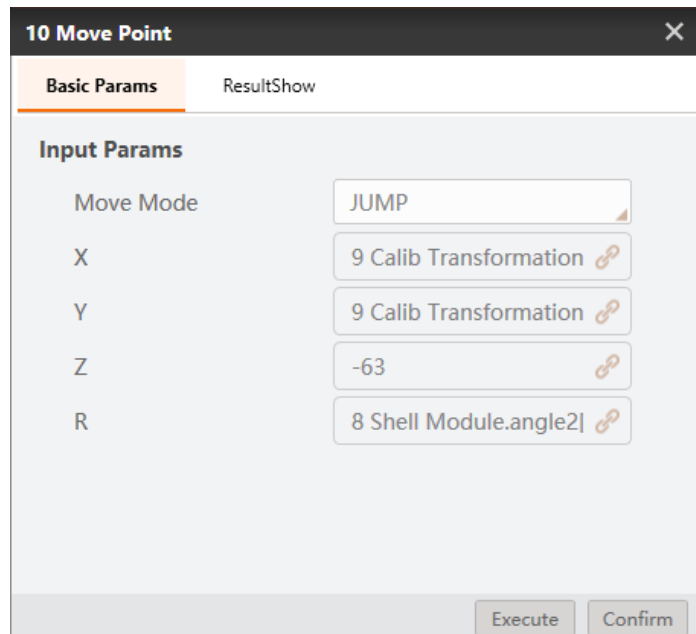 10 Move Point
Basic Params ResultShow
Input Params
Move Mode JUMP
X 9 Calib Transformation
Y 9 Calib Transformation
Z -63
R 8 Shell Module.angle2|
Execute Confirm